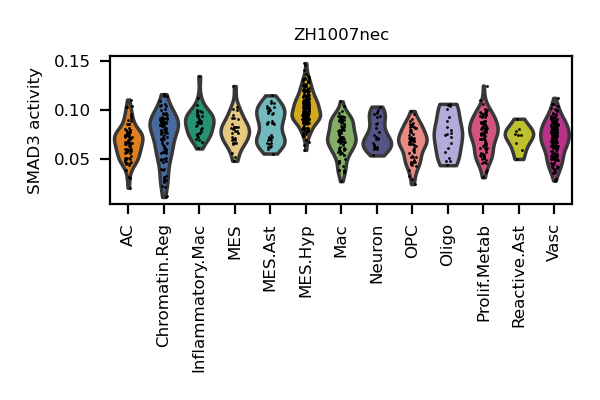 ZH1007nec
SMAD3 activity
0.15
0.10
0.05
AC
Chromatin.Reg
Inflammatory.Mac
MES
MES.Ast
MES.Hyp
Mac
Neuron
OPC
Oligo
Prolif.Metab
Reactive.Ast
Vasc